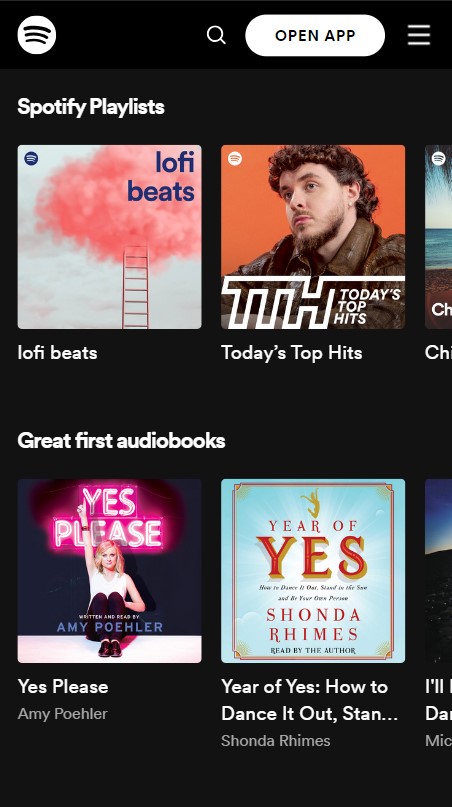 OPEN APP
Spotify Playlists
lofi
beats
TTH
TODAY'S
TOP
HITS
Ch
lofi beats
Today's Top Hits
Chi
Great first audiobooks
YES
PLEASE
WRITTEN AND READ BY
AMY POEHLER
YEAR OF
YES
How to Dance It Out, Stand in the Sun
and Be Your Own Person
SHONDA
RHIMES
READ BY THE AUTHOR
Yes Please
Amy Poehler
Year of Yes: How to
Dance It Out, Stan...
Shonda Rhimes
I'll
Dar
Mic